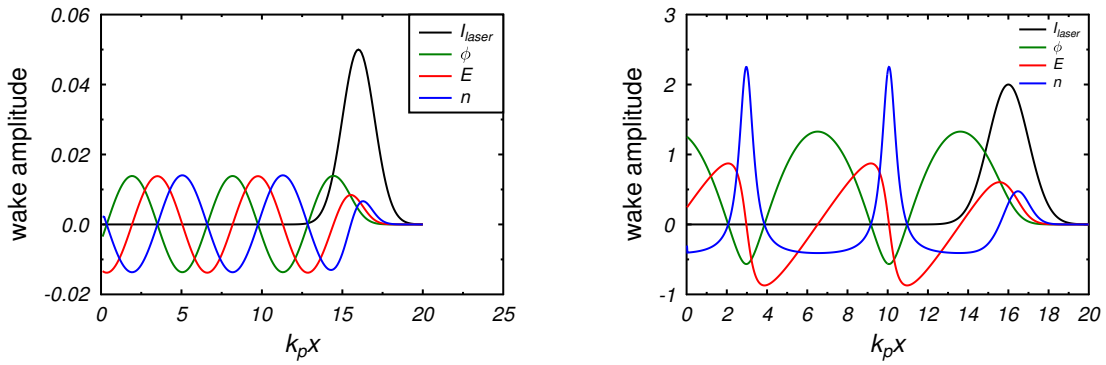 wake amplitude
0.06
0.04
0.02
0.0
-0.02
0
5
10
15
20
25
k_p x
I_laser
ϕ
E
n
wake amplitude
3
2
1
0
-1
0
2
4
6
8
10
12
14
16
18
20
k_p x
I_laser
ϕ
E
n